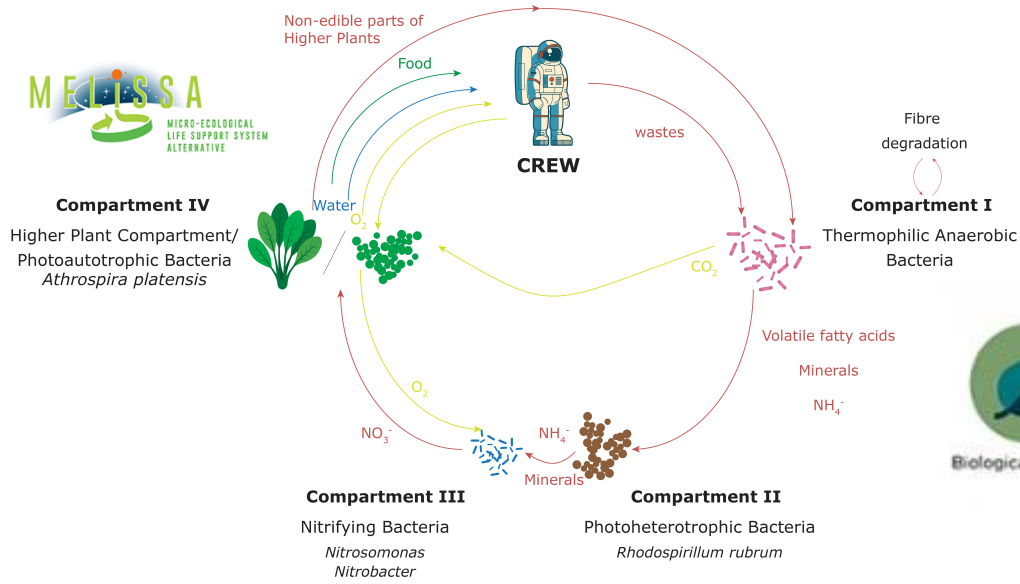 Non-edible parts of
Higher Plants
Food
MELiSSA
MICRO-ECOLOGICAL
LIFE SUPPORT SYSTEM
ALTERNATIVE
wastes
CREW
Fibre
degradation
Water
O₂
Compartment IV
Higher Plant Compartment/
Photoautotrophic Bacteria
Athrospira platensis
Compartment I
Thermophilic Anaerobic
Bacteria
CO₂
Volatile fatty acids
Minerals
NH₄⁻
O₂
NO₃⁻
NH₄⁻
Minerals
Compartment III
Nitrifying Bacteria
Nitrosomonas
Nitrobacter
Compartment II
Photoheterotrophic Bacteria
Rhodospirillum rubrum